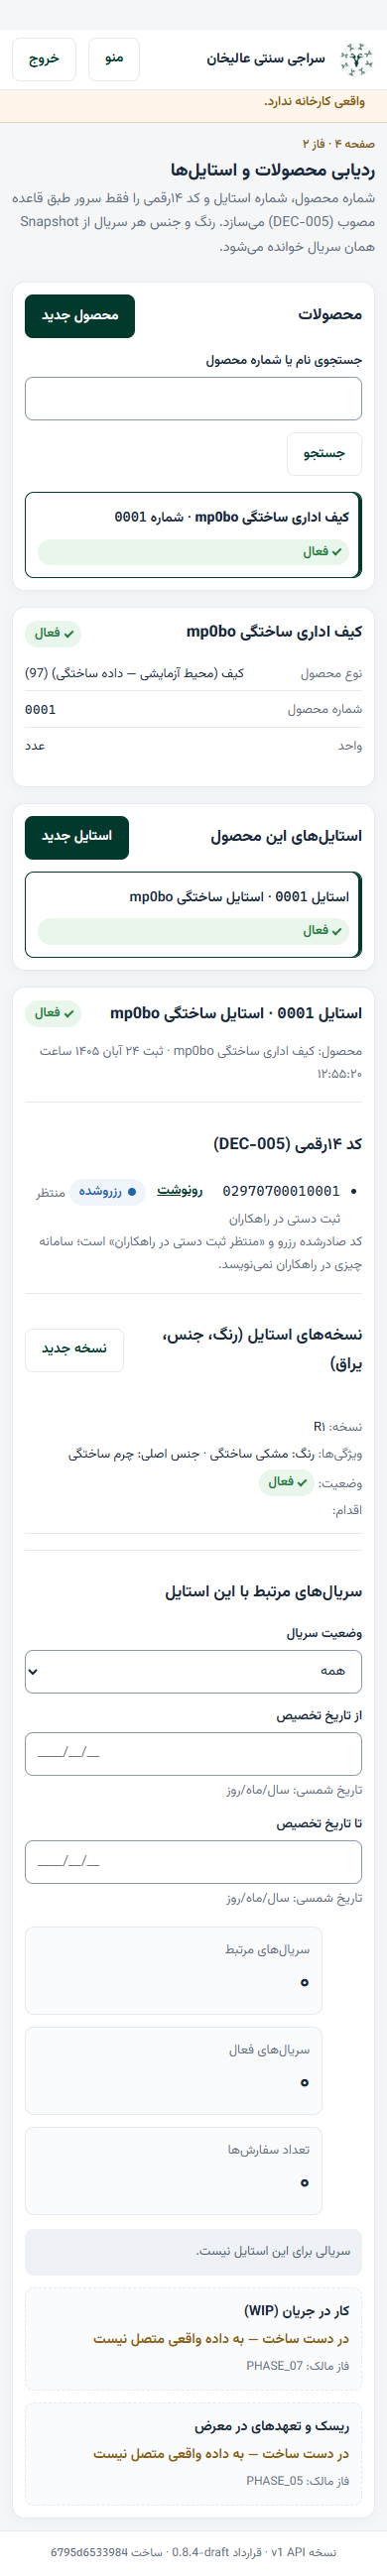 سراجی سنتی عالیخان
منو
خروج
واقعی کارخانه ندارد.
صفحه ۴ · فاز ۲
ردیابی محصولات و استایل‌ها
شماره محصول، شماره استایل و کد ۱۴رقمی را فقط سرور طبق قاعده
مصوب (DEC-005) می‌سازد. رنگ و جنس هر سریال از Snapshot
همان سریال خوانده می‌شود.
محصولات
محصول جدید
جستجوی نام یا شماره محصول
جستجو
کیف اداری ساختگی mp0bo · شماره 0001
✓ فعال
کیف اداری ساختگی mp0bo
✓ فعال
نوع محصول
کیف (محیط آزمایشی — داده ساختگی) (97)
شماره محصول
0001
واحد
عدد
استایل‌های این محصول
استایل جدید
استایل 0001 · استایل ساختگی mp0bo
✓ فعال
استایل 0001 · استایل ساختگی mp0bo
✓ فعال
محصول: کیف اداری ساختگی mp0bo · ثبت ۲۴ آبان ۱۴۰۵ ساعت
۱۲:۵۵:۲۰
کد ۱۴رقمی (DEC-005)
• 02970700010001 رونوشت رزروشده منتظر
ثبت دستی در راهکاران
کد صادرشده رزرو و «منتظر ثبت دستی در راهکاران» است؛ سامانه
چیزی در راهکاران نمی‌نویسد.
نسخه‌های استایل (رنگ، جنس،
یراق)
نسخه جدید
نسخه: R۱
ویژگی‌ها: رنگ: مشکی ساختگی · جنس اصلی: چرم ساختگی
وضعیت: ✓ فعال
اقدام:
سریال‌های مرتبط با این استایل
وضعیت سریال
همه
از تاریخ تخصیص
____/__/__
تاریخ شمسی: سال/ماه/روز
تا تاریخ تخصیص
____/__/__
تاریخ شمسی: سال/ماه/روز
سریال‌های مرتبط
۰
سریال‌های فعال
۰
تعداد سفارش‌ها
۰
سریالی برای این استایل نیست.
کار در جریان (WIP)
در دست ساخت — به داده واقعی متصل نیست
فاز مالک: PHASE_07
ریسک و تعهدهای در معرض
در دست ساخت — به داده واقعی متصل نیست
فاز مالک: PHASE_05
نسخه v1 API · قرارداد 0.8.4-draft · ساخت 6795d6533984